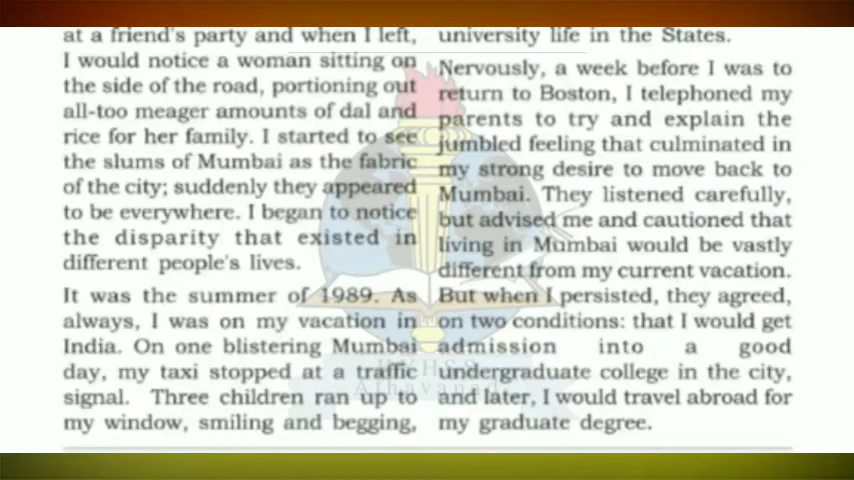 at a friend's party and when I left,
I would notice a woman sitting on
the side of the road, portioning out
all-too meager amounts of dal and
rice for her family. I started to see
the slums of Mumbai as the fabric
of the city; suddenly they appeared
to be everywhere. I began to notice
the disparity that existed in
different people's lives.
It was the summer of 1989. As
always, I was on my vacation in
India. On one blistering Mumbai
day, my taxi stopped at a traffic
signal. Three children ran up to
my window, smiling and begging,
university life in the States.
Nervously, a week before I was to
return to Boston, I telephoned my
parents to try and explain the
jumbled feeling that culminated in
my strong desire to move back to
Mumbai. They listened carefully,
but advised me and cautioned that
living in Mumbai would be vastly
different from my current vacation.
But when I persisted, they agreed,
on two conditions: that I would get
admission into a good
undergraduate college in the city,
and later, I would travel abroad for
my graduate degree.
Athavanad